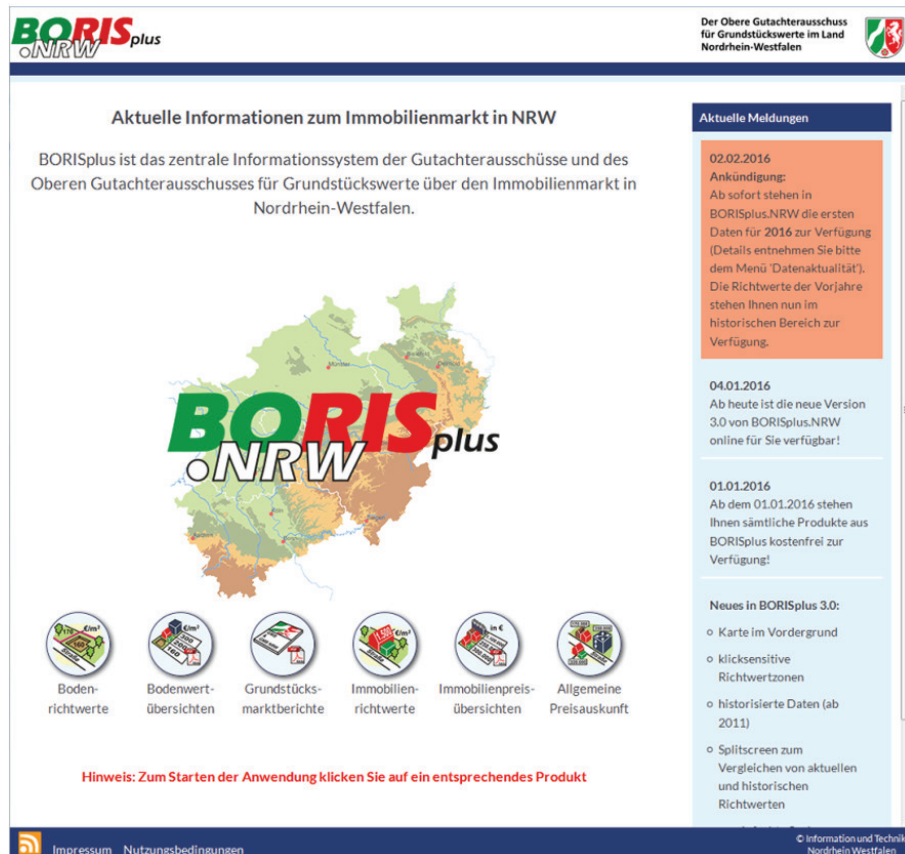 BORISplus
.NRW
Der Obere Gutachterausschuss
für Grundstückswerte im Land
Nordrhein-Westfalen
Aktuelle Informationen zum Immobilienmarkt in NRW
BORISplus ist das zentrale Informationssystem der Gutachterausschüsse und des
Oberen Gutachterausschusses für Grundstückswerte über den Immobilienmarkt in
Nordrhein-Westfalen.
Münster
BORISplus
.NRW
Boden-
richtwerte
Bodenwert-
übersichten
Grundstücks-
marktberichte
Immobilien-
richtwerte
Immobilienpreis-
übersichten
Allgemeine
Preisauskunft
Hinweis: Zum Starten der Anwendung klicken Sie auf ein entsprechendes Produkt
Aktuelle Meldungen
02.02.2016
Ankündigung:
Ab sofort stehen in
BORISplus.NRW die ersten
Daten für 2016 zur Verfügung
(Details entnehmen Sie bitte
dem Menü 'Datenaktualität').
Die Richtwerte der Vorjahre
stehen Ihnen nun im
historischen Bereich zur
Verfügung.
04.01.2016
Ab heute ist die neue Version
3.0 von BORISplus.NRW
online für Sie verfügbar!
01.01.2016
Ab dem 01.01.2016 stehen
Ihnen sämtliche Produkte aus
BORISplus kostenfrei zur
Verfügung!
Neues in BORISplus 3.0:
Karte im Vordergrund
klicksensitive
Richtwertzonen
historisierte Daten (ab
2011)
Splitscreen zum
Vergleichen von aktuellen
und historischen
Richtwerten
Impressum Nutzungsbedingungen
© Information und Technik
Nordrhein Westfalen